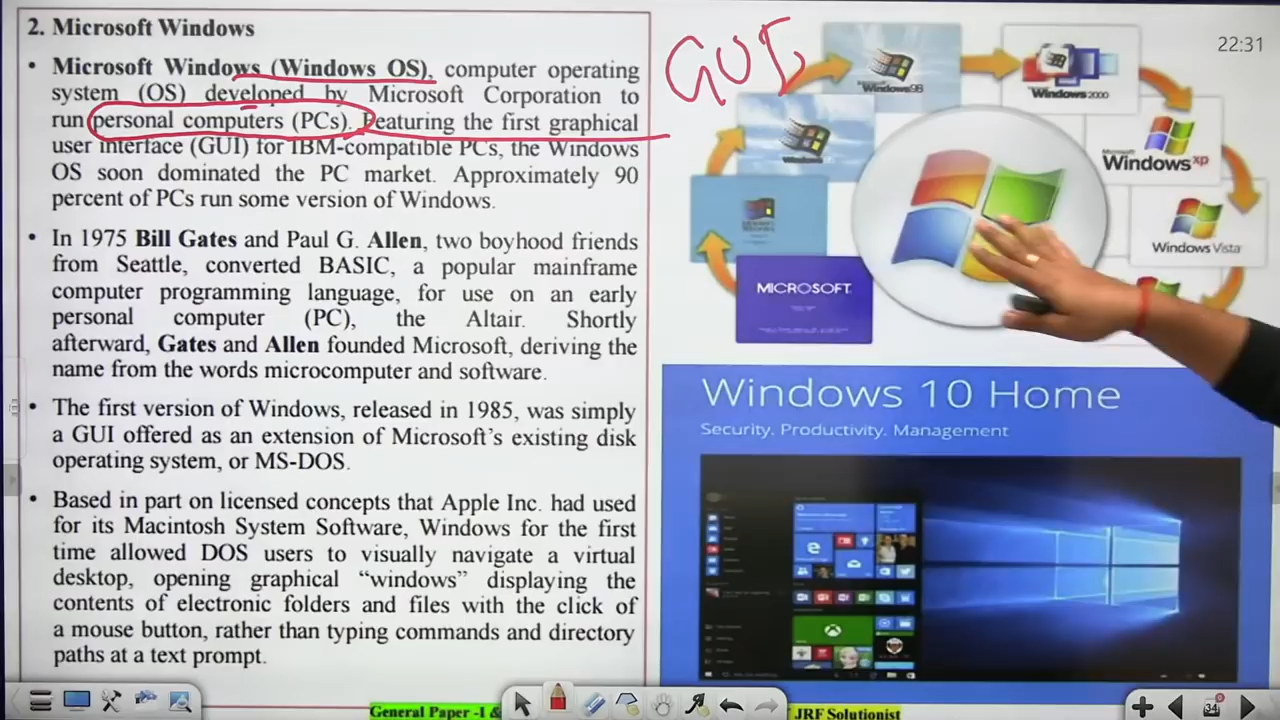 2. Microsoft Windows
• Microsoft Windows (Windows OS), computer operating
system (OS) developed by Microsoft Corporation to
run personal computers (PCs). Featuring the first graphical
user interface (GUI) for IBM-compatible PCs, the Windows
OS soon dominated the PC market. Approximately 90
percent of PCs run some version of Windows.
• In 1975 Bill Gates and Paul G. Allen, two boyhood friends
from Seattle, converted BASIC, a popular mainframe
computer programming language, for use on an early
personal computer (PC), the Altair. Shortly
afterward, Gates and Allen founded Microsoft, deriving the
name from the words microcomputer and software.
• The first version of Windows, released in 1985, was simply
a GUI offered as an extension of Microsoft’s existing disk
operating system, or MS-DOS.
• Based in part on licensed concepts that Apple Inc. had used
for its Macintosh System Software, Windows for the first
time allowed DOS users to visually navigate a virtual
desktop, opening graphical “windows” displaying the
contents of electronic folders and files with the click of
a mouse button, rather than typing commands and directory
paths at a text prompt.
GUI
22:31
Windows98
Windows 2000
Microsoft
Windows xp
Windows Vista
MICROSOFT
Windows 10 Home
Security. Productivity. Management
General Paper -I &
JRF Solutionist
34